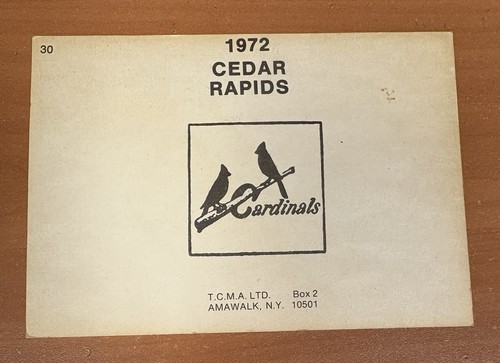 30
1972
CEDAR
RAPIDS
Cardinals
T.C.M.A. LTD. Box 2
AMAWALK, N.Y. 10501